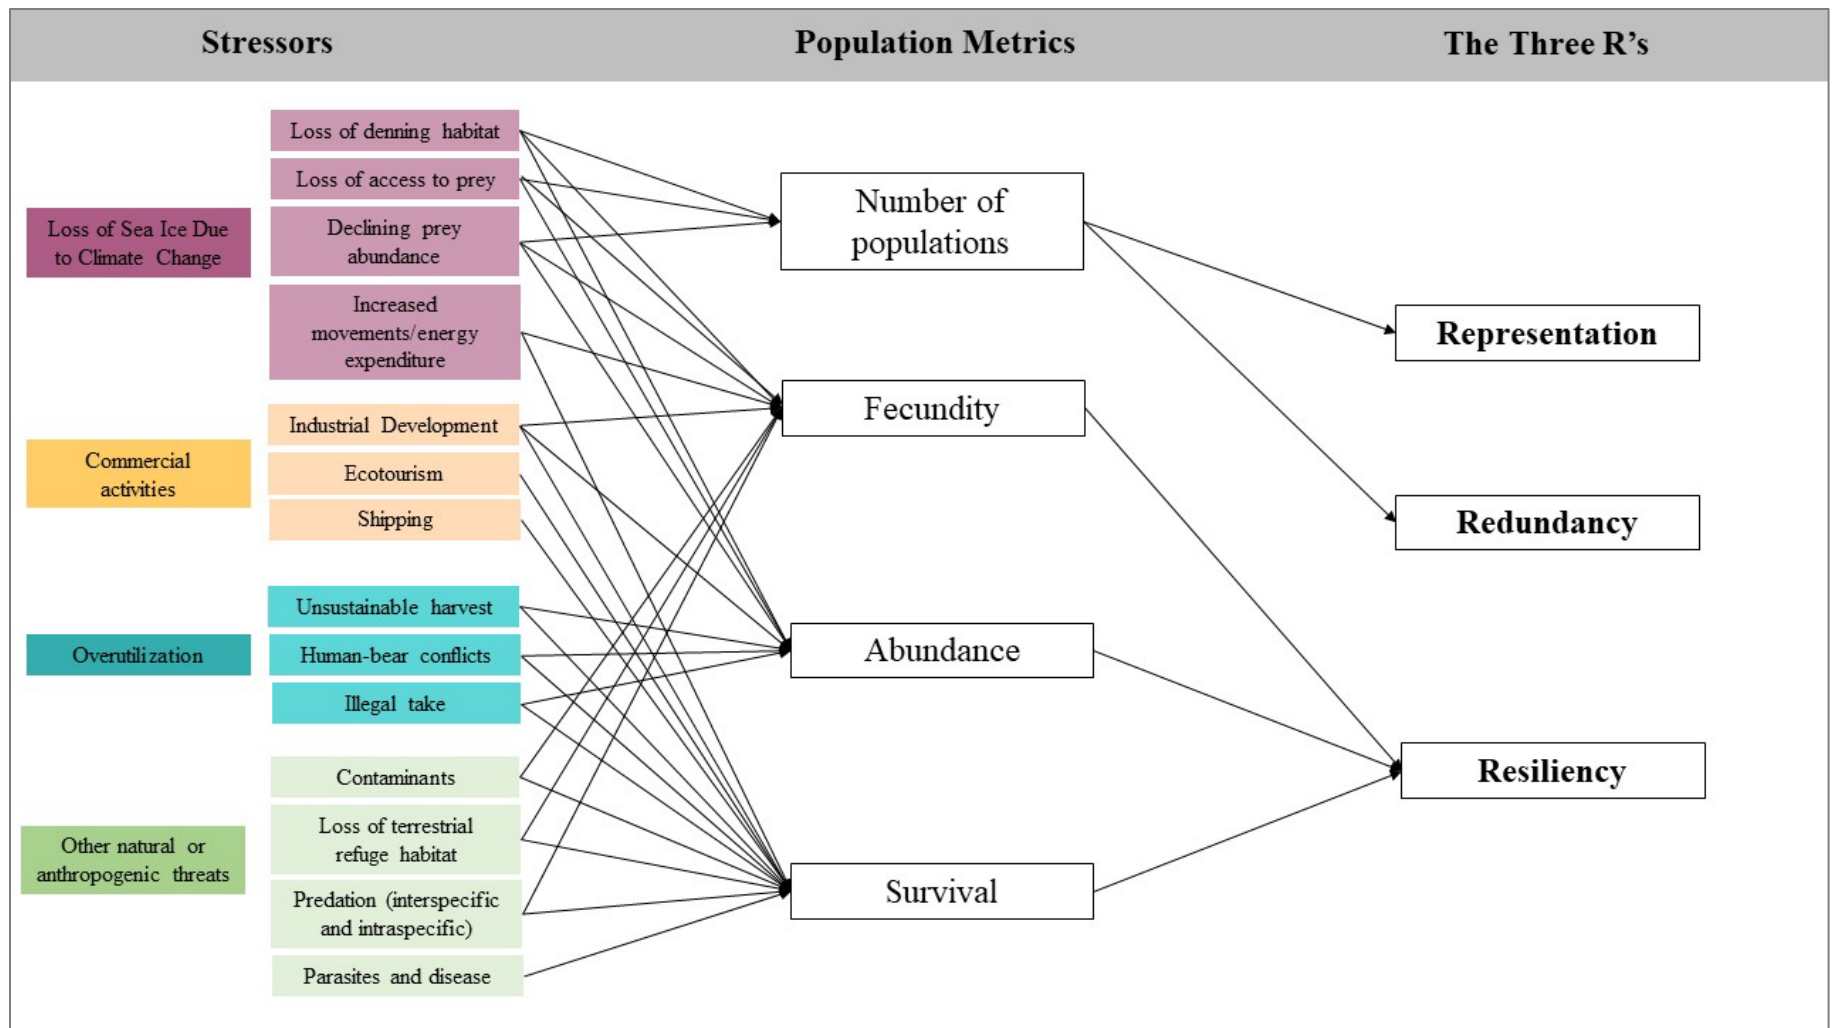 Stressors
Population Metrics
The Three R's
Loss of Sea Ice Due
to Climate Change
Loss of denning habitat
Loss of access to prey
Declining prey
abundance
Increased
movements/energy
expenditure
Commercial
activities
Industrial Development
Ecotourism
Shipping
Overutilization
Unsustainable harvest
Human-bear conflicts
Illegal take
Other natural or
anthropogenic threats
Contaminants
Loss of terrestrial
refuge habitat
Predation (interspecific
and intraspecific)
Parasites and disease
Number of
populations
Fecundity
Abundance
Survival
Representation
Redundancy
Resiliency